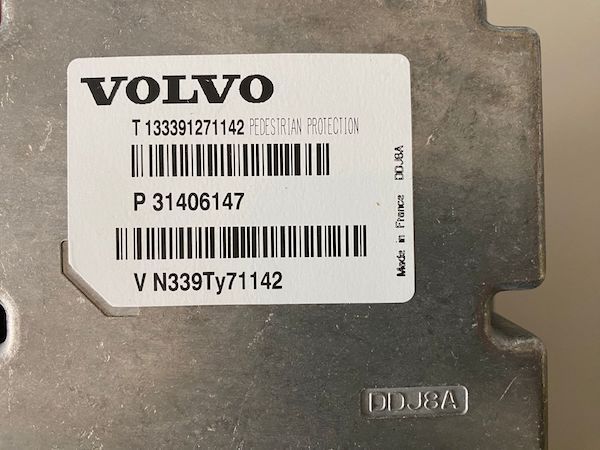 VOLVO
T 133391271142 PEDESTRIAN PROTECTION
P 31406147
V N339Ty71142
Made in France DDJ8A
DDJ8A